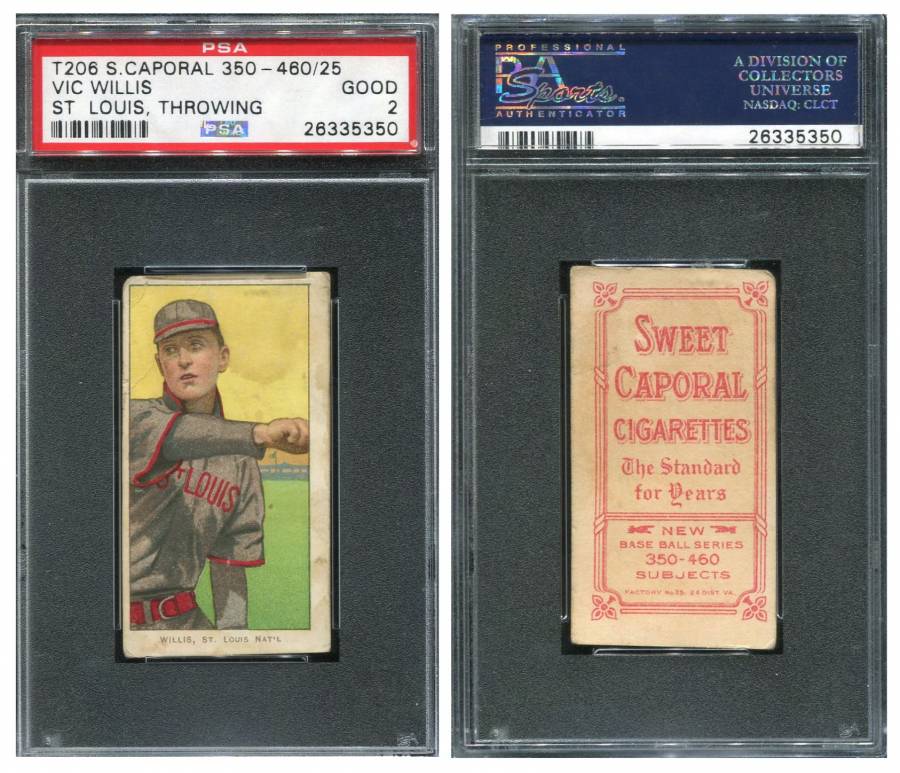 PSA
T206 S.CAPORAL 350-460/25
VIC WILLIS GOOD
ST LOUIS, THROWING 2
PSA 26335350
ST LOUIS
WILLIS, ST. LOUIS NAT'L
PROFESSIONAL
PSA
Sports
AUTHENTICATOR
A DIVISION OF
COLLECTORS
UNIVERSE
NASDAQ: CLCT
26335350
SWEET
CAPORAL
CIGARETTES
The Standard
for Years
NEW
BASE BALL SERIES
350-460
SUBJECTS
FACTORY No 25. 2d DIST. VA.